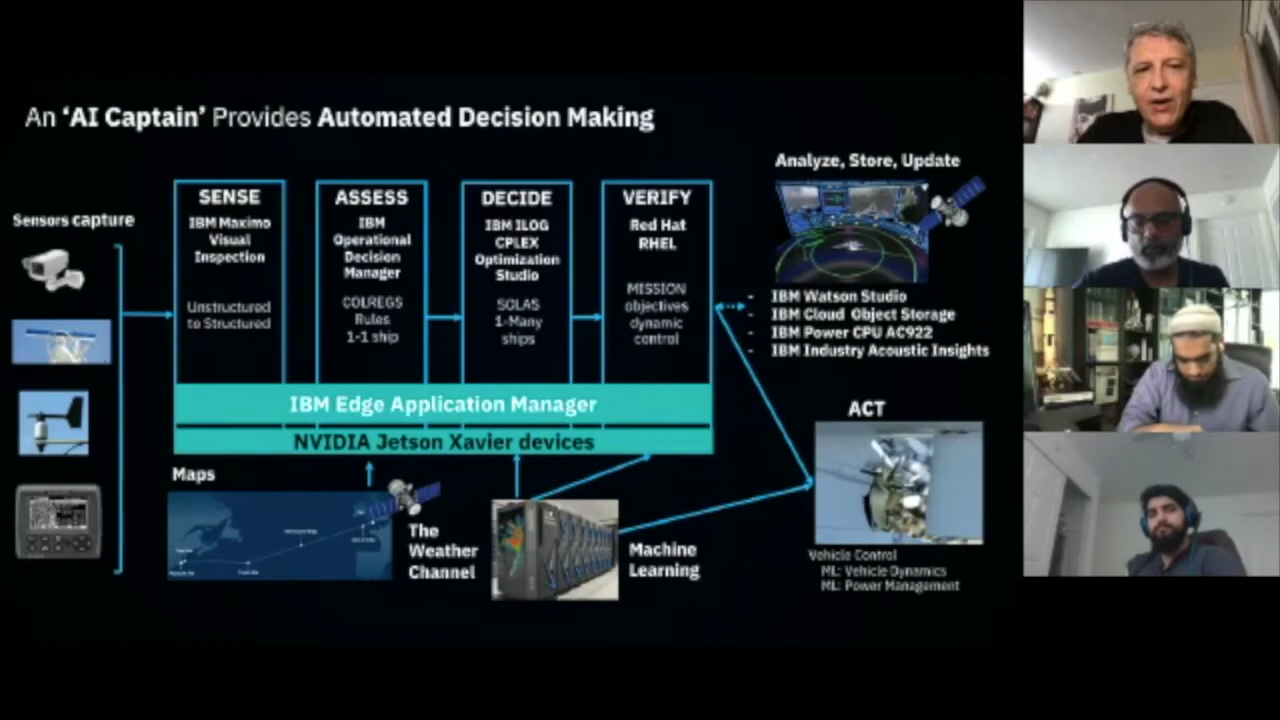 An ‘AI Captain’ Provides Automated Decision Making
Sensors capture
SENSE
IBM Maximo
Visual
Inspection
Unstructured
to Structured
ASSESS
IBM
Operational
Decision
Manager
COLREGS
Rules
1-1 ship
DECIDE
IBM ILOG
CPLEX
Optimization
Studio
SOLAS
1-Many
ships
VERIFY
Red Hat
RHEL
MISSION
objectives
dynamic
control
IBM Edge Application Manager
NVIDIA Jetson Xavier devices
Analyze, Store, Update
- IBM Watson Studio
- IBM Cloud Object Storage
- IBM Power CPU AC922
- IBM Industry Acoustic Insights
Maps
The
Weather
Channel
Machine
Learning
ACT
Vehicle Control
ML: Vehicle Dynamics
ML: Power Management